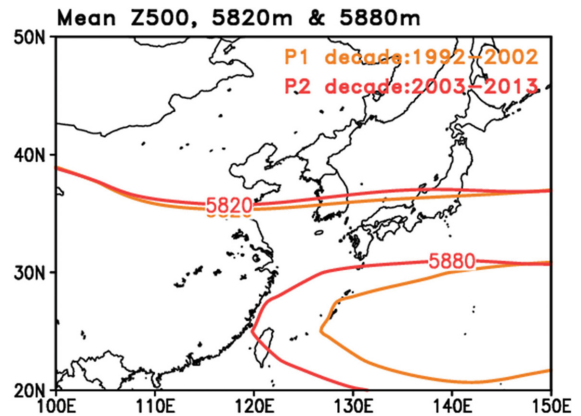 Mean Z500, 5820m & 5880m
50N
P1 decade:1992-2002
P2 decade:2003-2013
40N
5820
5820
5880
30N
20N
100E 110E 120E 130E 140E 150E